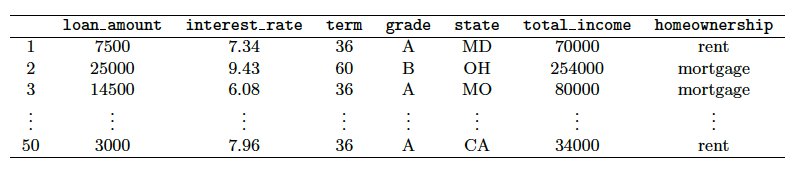 loan_amount interest_rate term grade state total_income homeownership
1 7500 7.34 36 A MD 70000 rent
2 25000 9.43 60 B OH 254000 mortgage
3 14500 6.08 36 A MO 80000 mortgage
⋮ ⋮ ⋮ ⋮ ⋮ ⋮ ⋮ ⋮
50 3000 7.96 36 A CA 34000 rent